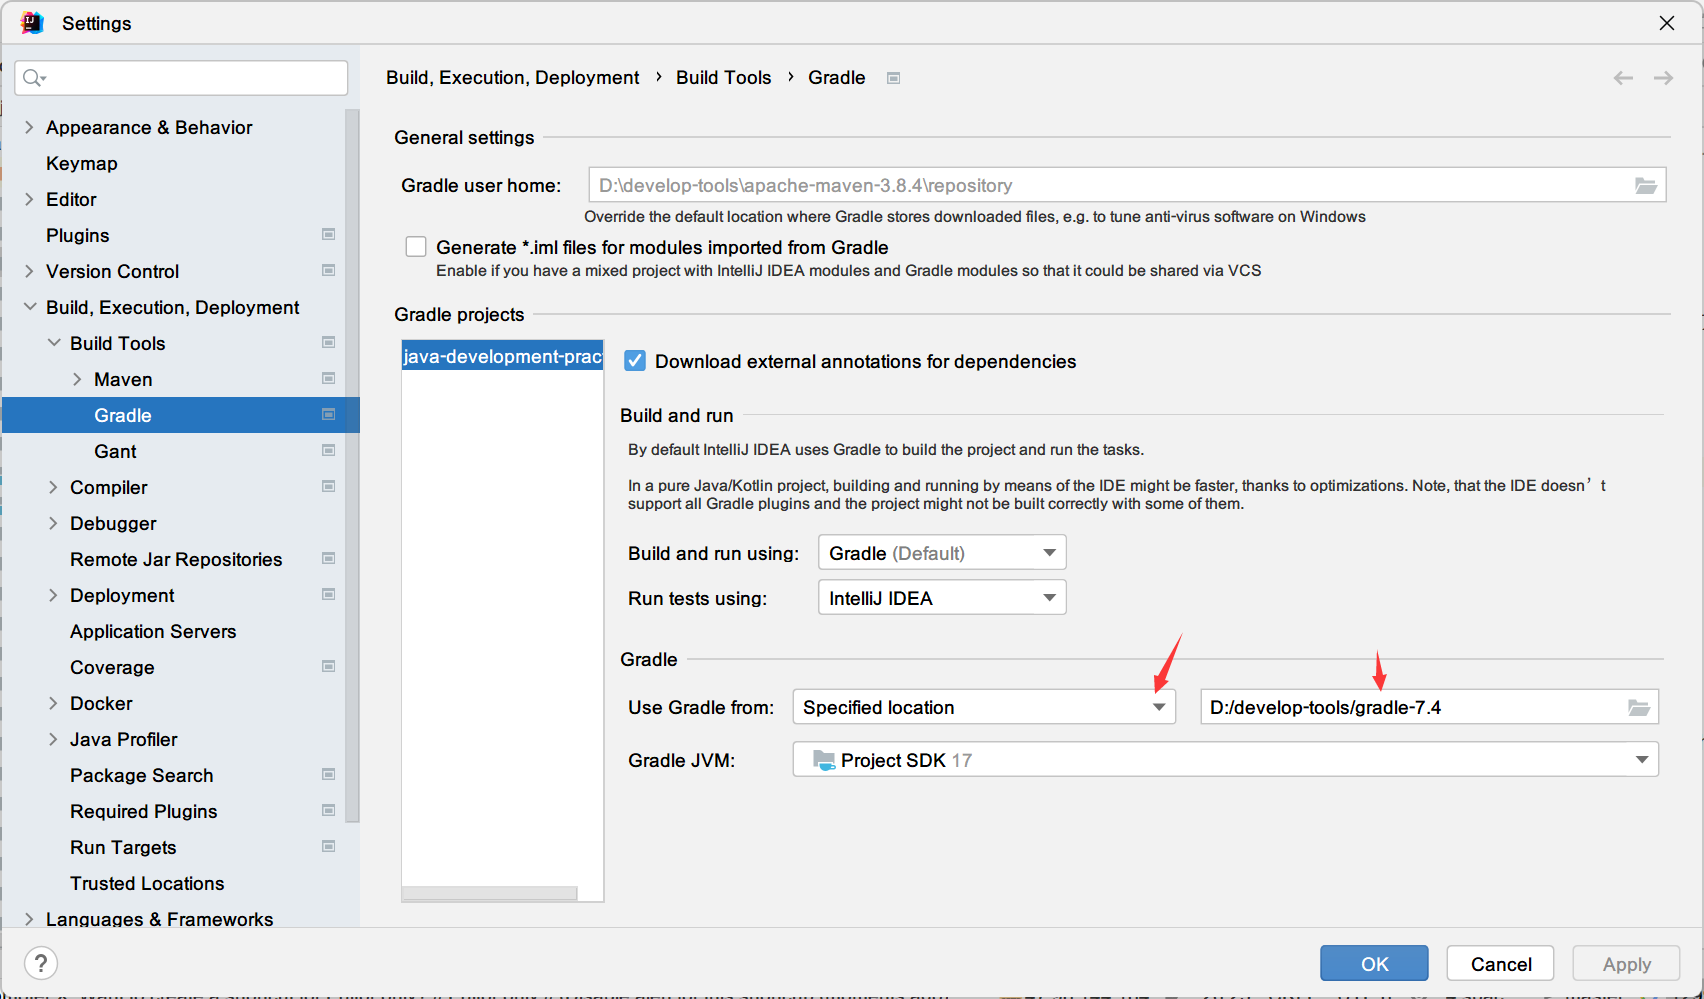 Settings
Build, Execution, Deployment › Build Tools › Gradle
Appearance & Behavior
Keymap
Editor
Plugins
Version Control
Build, Execution, Deployment
Build Tools
Maven
Gradle
Gant
Compiler
Debugger
Remote Jar Repositories
Deployment
Application Servers
Coverage
Docker
Java Profiler
Package Search
Required Plugins
Run Targets
Trusted Locations
Languages & Frameworks
General settings
Gradle user home: D:\develop-tools\apache-maven-3.8.4\repository
Override the default location where Gradle stores downloaded files, e.g. to tune anti-virus software on Windows
Generate *.iml files for modules imported from Gradle
Enable if you have a mixed project with IntelliJ IDEA modules and Gradle modules so that it could be shared via VCS
Gradle projects
java-development-prac
Download external annotations for dependencies
Build and run
By default IntelliJ IDEA uses Gradle to build the project and run the tasks.
In a pure Java/Kotlin project, building and running by means of the IDE might be faster, thanks to optimizations. Note, that the IDE doesn’t
support all Gradle plugins and the project might not be built correctly with some of them.
Build and run using: Gradle (Default)
Run tests using: IntelliJ IDEA
Gradle
Use Gradle from: Specified location D:/develop-tools/gradle-7.4
Gradle JVM: Project SDK 17
?
OK Cancel Apply